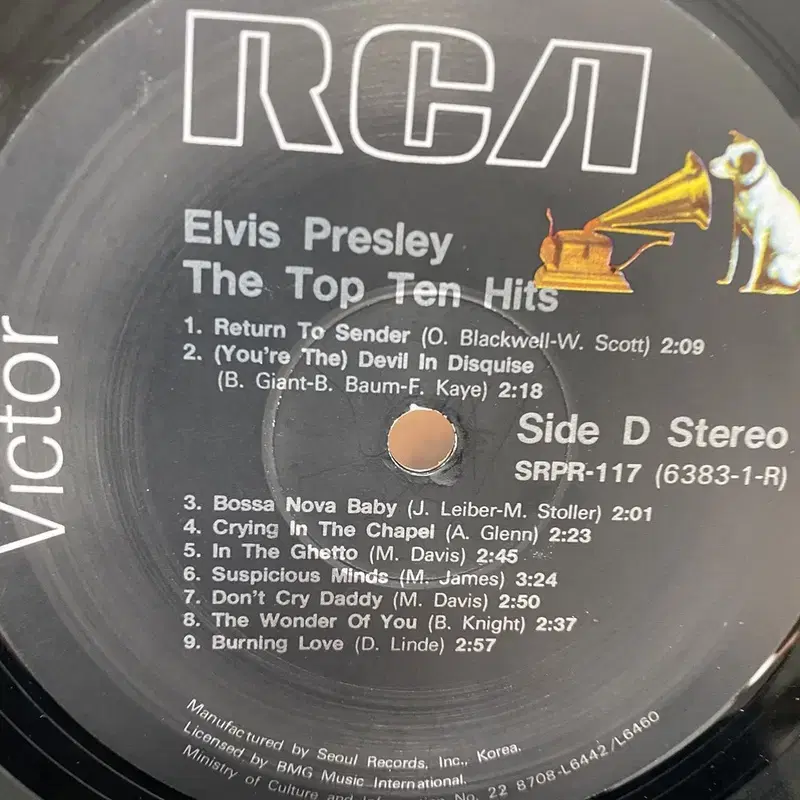 RCA
Victor
Elvis Presley
The Top Ten Hits
1. Return To Sender (O. Blackwell-W. Scott) 2:09
2. (You're The) Devil In Disquise
(B. Giant-B. Baum-F. Kaye) 2:18
Side D Stereo
SRPR-117 (6383-1-R)
3. Bossa Nova Baby (J. Leiber-M. Stoller) 2:01
4. Crying In The Chapel (A. Glenn) 2:23
5. In The Ghetto (M. Davis) 2:45
6. Suspicious Minds (M. James) 3:24
7. Don't Cry Daddy (M. Davis) 2:50
8. The Wonder Of You (B. Knight) 2:37
9. Burning Love (D. Linde) 2:57
Manufactured by Seoul Records, Inc., Korea.
Licensed by BMG Music International.
Ministry of Culture and No. 22 8708-L6442/L6460